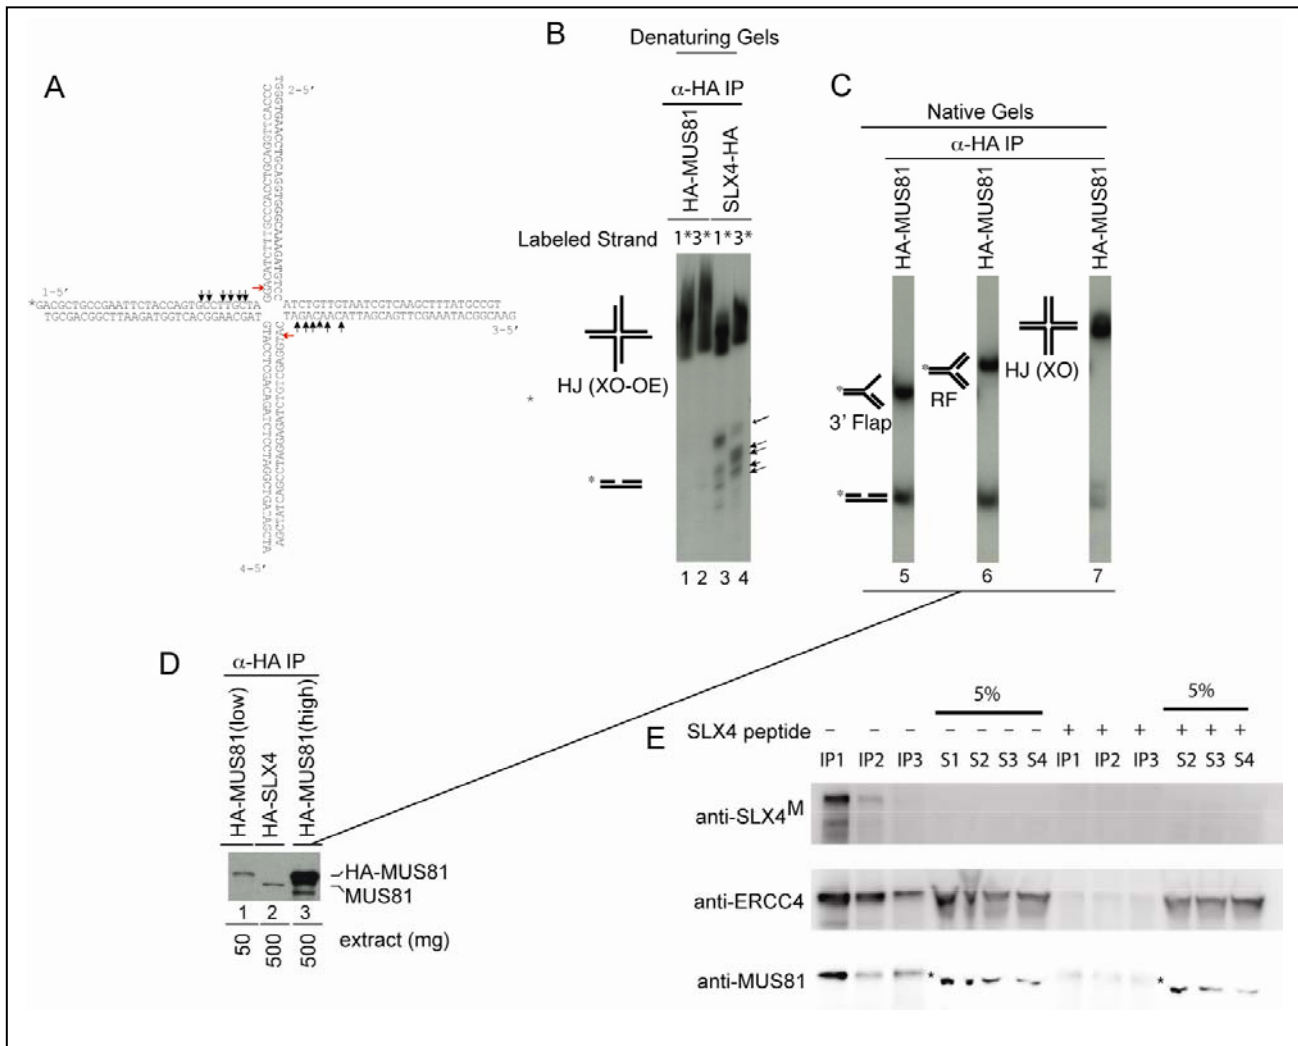 A
B
Denaturing Gels
α-HA IP
HA-MUS81
SLX4-HA
Labeled Strand 1* 3* 1* 3*
HJ (XO-OE)
*
1 2 3 4
C
Native Gels
α-HA IP
HA-MUS81
HA-MUS81
HA-MUS81
*
3' Flap
*
RF
HJ (XO)
*
5 6 7
2-5'
1-5'
*GACGCTGCCGAATTCTACCAGTGCCTTGCTA
TGCGACGGCTTAAGATGGTCACGGAACGAT
ATCTGTTGTAATCGTCAAGCTTTATGCCGT
TAGACAACATTAGCAGTTCGAAATACGGCAAG
3-5'
*
4-5'
D
α-HA IP
HA-MUS81(low)
HA-SLX4
HA-MUS81(high)
HA-MUS81
MUS81
1 2 3
50 500 500 extract (mg)
E
5% 5%
SLX4 peptide − − − − − − − + + + + + +
IP1 IP2 IP3 S1 S2 S3 S4 IP1 IP2 IP3 S2 S3 S4
anti-SLX4M
anti-ERCC4
anti-MUS81 * *